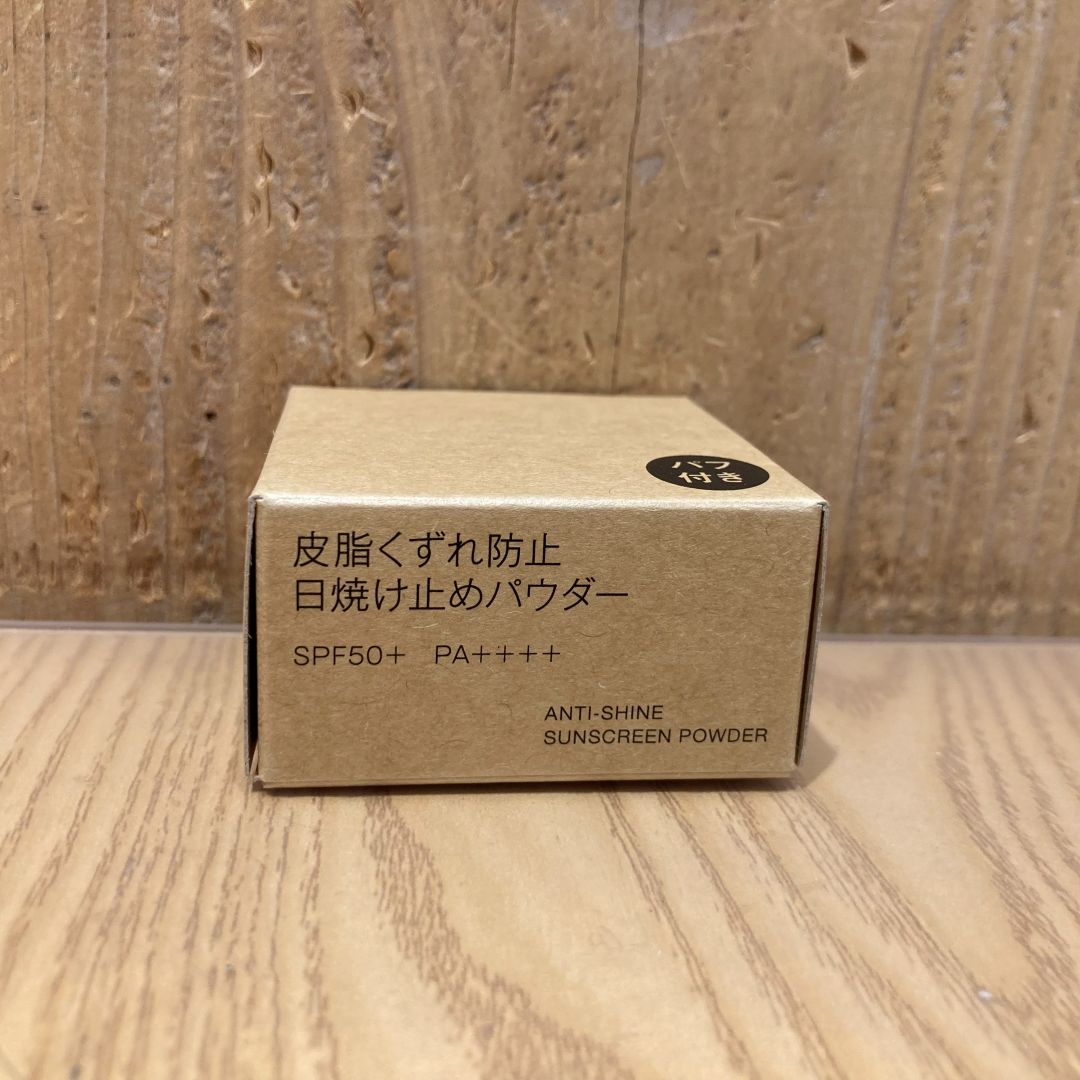 パフ
付き
皮脂くずれ防止
日焼け止めパウダー
SPF50+ PA++++
ANTI-SHINE
SUNSCREEN POWDER